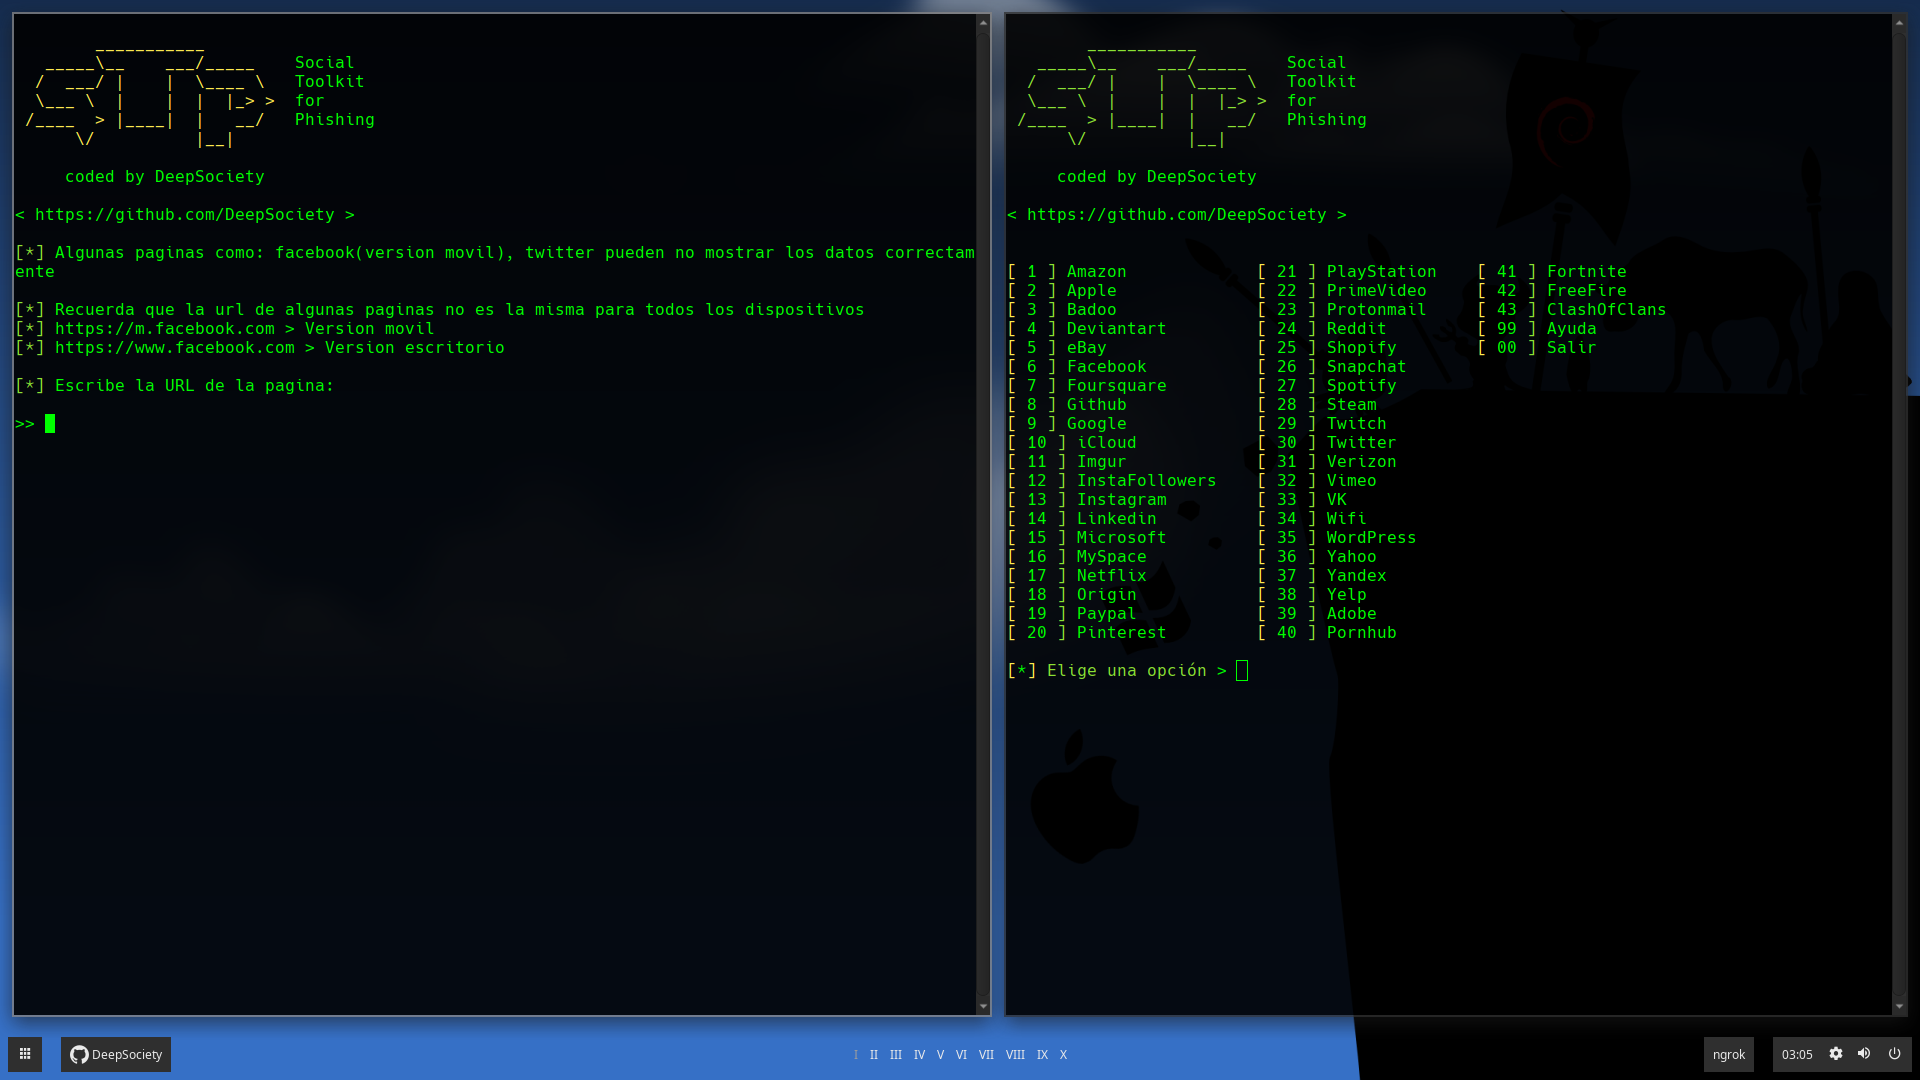 Social
Toolkit
for
Phishing
coded by DeepSociety
< https://github.com/DeepSociety >
[*] Algunas paginas como: facebook(version movil), twitter pueden no mostrar los datos correctam
ente
[*] Recuerda que la url de algunas paginas no es la misma para todos los dispositivos
[*] https://m.facebook.com > Version movil
[*] https://www.facebook.com > Version escritorio
[*] Escribe la URL de la pagina:
>>
Social
Toolkit
for
Phishing
coded by DeepSociety
< https://github.com/DeepSociety >
[ 1 ] Amazon [ 21 ] PlayStation [ 41 ] Fortnite
[ 2 ] Apple [ 22 ] PrimeVideo [ 42 ] FreeFire
[ 3 ] Badoo [ 23 ] Protonmail [ 43 ] ClashOfClans
[ 4 ] Deviantart [ 24 ] Reddit [ 99 ] Ayuda
[ 5 ] eBay [ 25 ] Shopify [ 00 ] Salir
[ 6 ] Facebook [ 26 ] Snapchat
[ 7 ] Foursquare [ 27 ] Spotify
[ 8 ] Github [ 28 ] Steam
[ 9 ] Google [ 29 ] Twitch
[ 10 ] iCloud [ 30 ] Twitter
[ 11 ] Imgur [ 31 ] Verizon
[ 12 ] InstaFollowers [ 32 ] Vimeo
[ 13 ] Instagram [ 33 ] VK
[ 14 ] Linkedin [ 34 ] Wifi
[ 15 ] Microsoft [ 35 ] WordPress
[ 16 ] MySpace [ 36 ] Yahoo
[ 17 ] Netflix [ 37 ] Yandex
[ 18 ] Origin [ 38 ] Yelp
[ 19 ] Paypal [ 39 ] Adobe
[ 20 ] Pinterest [ 40 ] Pornhub
[*] Elige una opción >
DeepSociety
I II III IV V VI VII VIII IX X
ngrok
03:05